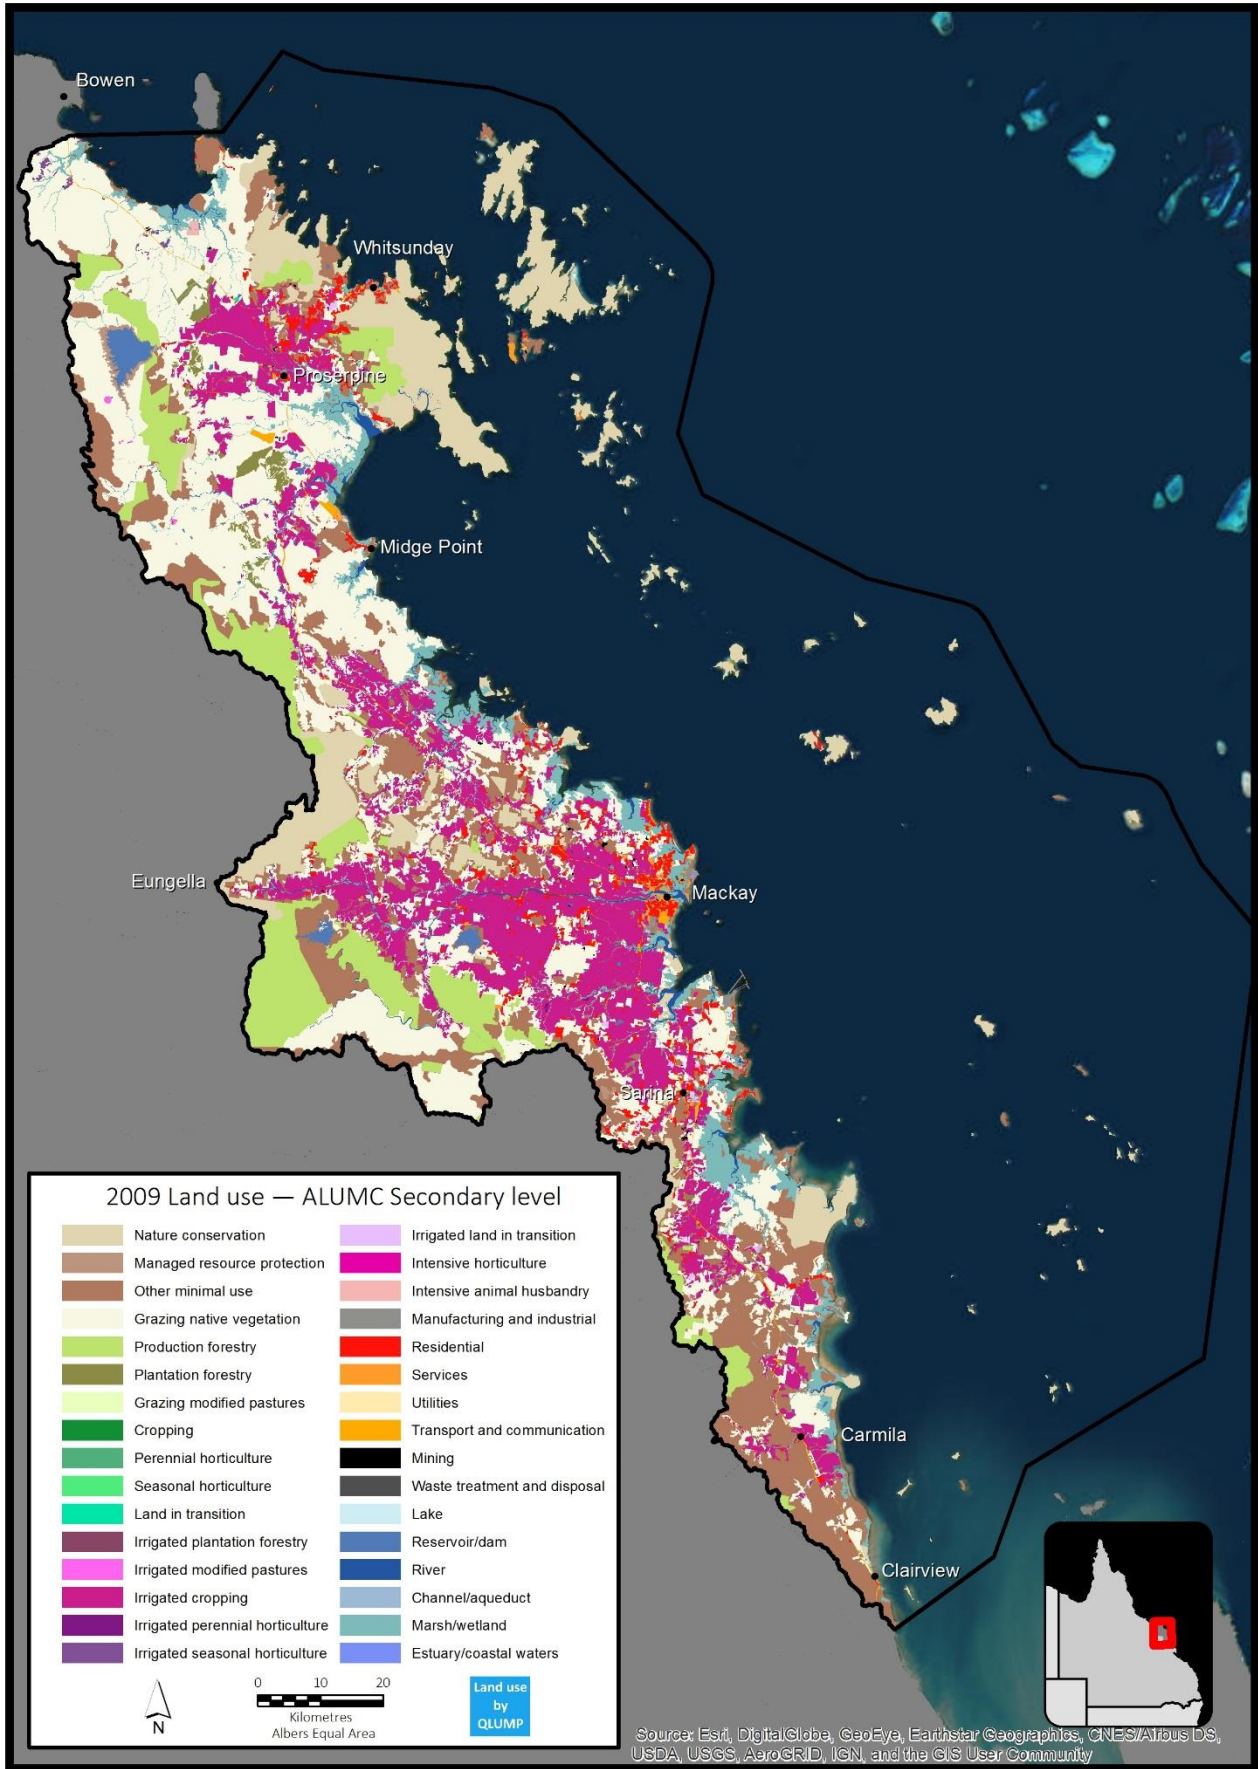 Bowen
Whitsunday
Proserpine
Midge Point
Eungella
Mackay
Sarina
Carmila
Clairview
2009 Land use — ALUMC Secondary level
Nature conservation
Managed resource protection
Other minimal use
Grazing native vegetation
Production forestry
Plantation forestry
Grazing modified pastures
Cropping
Perennial horticulture
Seasonal horticulture
Land in transition
Irrigated plantation forestry
Irrigated modified pastures
Irrigated cropping
Irrigated perennial horticulture
Irrigated seasonal horticulture
Irrigated land in transition
Intensive horticulture
Intensive animal husbandry
Manufacturing and industrial
Residential
Services
Utilities
Transport and communication
Mining
Waste treatment and disposal
Lake
Reservoir/dam
River
Channel/aqueduct
Marsh/wetland
Estuary/coastal waters
N
0 10 20
Kilometres
Albers Equal Area
Land use
by
QLUMP
Source: Esri, DigitalGlobe, GeoEye, Earthstar Geographics, CNES/Airbus DS,
USDA, USGS, AeroGRID, IGN, and the GIS User Community